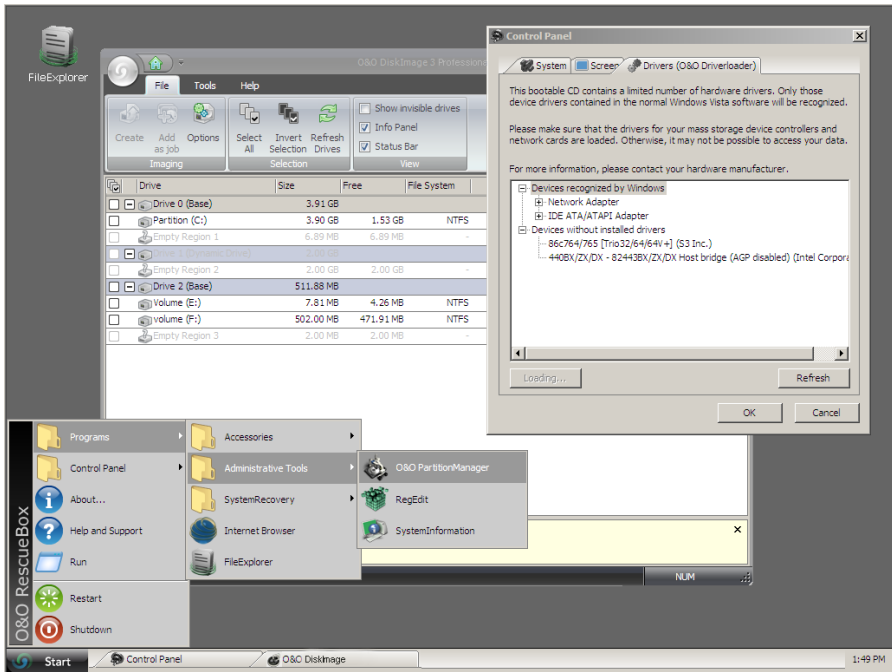 FileExplorer
O&O DiskImage 3 Professiona
File Tools Help
Create Add as job Options
Imaging
Select All Invert Selection Refresh Drives
Selection
Show invisible drives
Info Panel
Status Bar
View
Drive Size Free File System
Drive 0 (Base) 3.91 GB
Partition (C:) 3.90 GB 1.53 GB NTFS
Empty Region 1 6.89 MB 6.89 MB -
Drive 1 (Dynamic Drive) 2.00 GB
Empty Region 2 2.00 GB 2.00 GB -
Drive 2 (Base) 511.88 MB
Volume (E:) 7.81 MB 4.26 MB NTFS
volume (F:) 502.00 MB 471.91 MB NTFS
Empty Region 3 2.00 MB 2.00 MB -
NUM
Control Panel
System Screen Drivers (O&O Driverloader)
This bootable CD contains a limited number of hardware drivers. Only those
device drivers contained in the normal Windows Vista software will be recognized.
Please make sure that the drivers for your mass storage device controllers and
network cards are loaded. Otherwise, it may not be possible to access your data.
For more information, please contact your hardware manufacturer.
Devices recognized by Windows
Network Adapter
IDE ATA/ATAPI Adapter
Devices without installed drivers
86c764/765 [Trio32/64/64V+] (S3 Inc.)
440BX/ZX/DX - 82443BX/ZX/DX Host bridge (AGP disabled) (Intel Corpora
Loading...
Refresh
OK Cancel
O&O RescueBox
Programs
Control Panel
About...
Help and Support
Run
Restart
Shutdown
Accessories
Administrative Tools
SystemRecovery
Internet Browser
FileExplorer
O&O PartitionManager
RegEdit
SystemInformation
Start Control Panel O&O DiskImage 1:49 PM